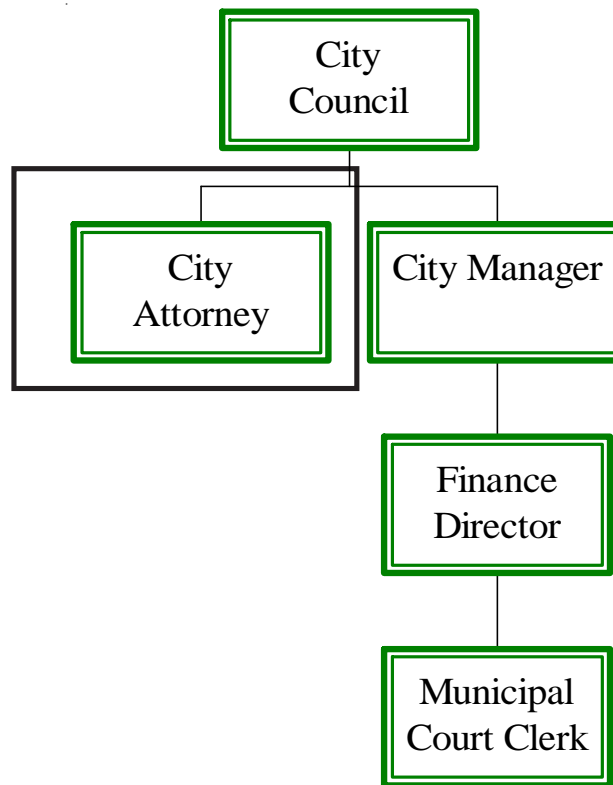 City
Council
City
Attorney
City Manager
Finance
Director
Municipal
Court Clerk